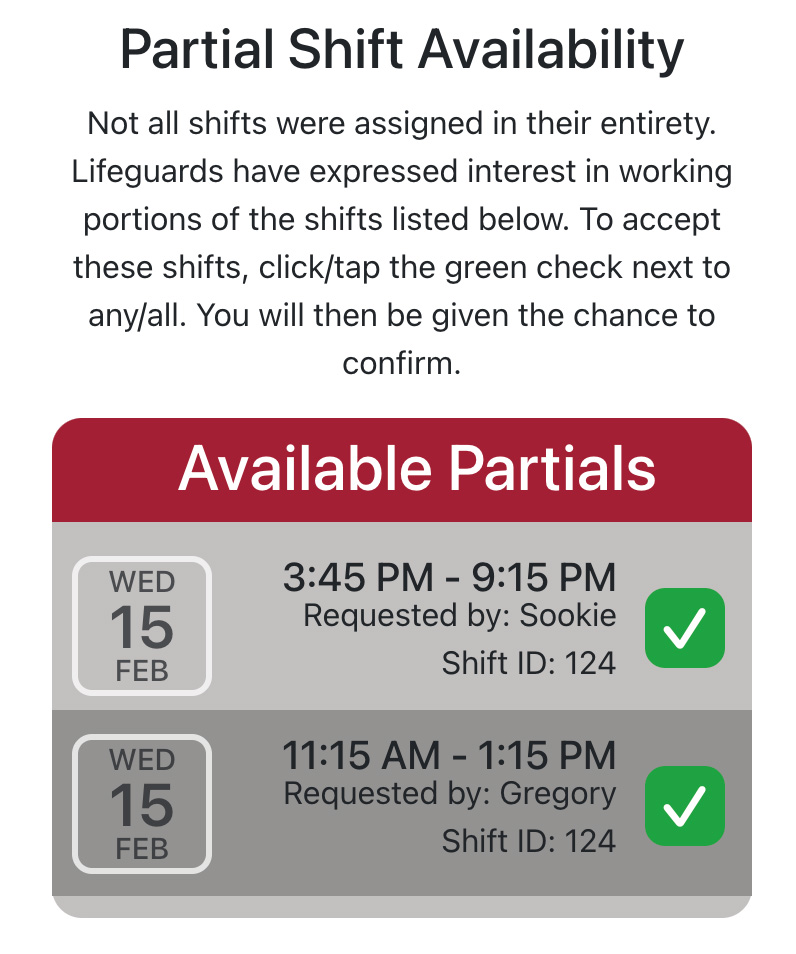 Partial Shift Availability
Not all shifts were assigned in their entirety.
Lifeguards have expressed interest in working
portions of the shifts listed below. To accept
these shifts, click/tap the green check next to
any/all. You will then be given the chance to
confirm.
Available Partials
WED
15
FEB
3:45 PM - 9:15 PM
Requested by: Sookie
Shift ID: 124
WED
15
FEB
11:15 AM - 1:15 PM
Requested by: Gregory
Shift ID: 124